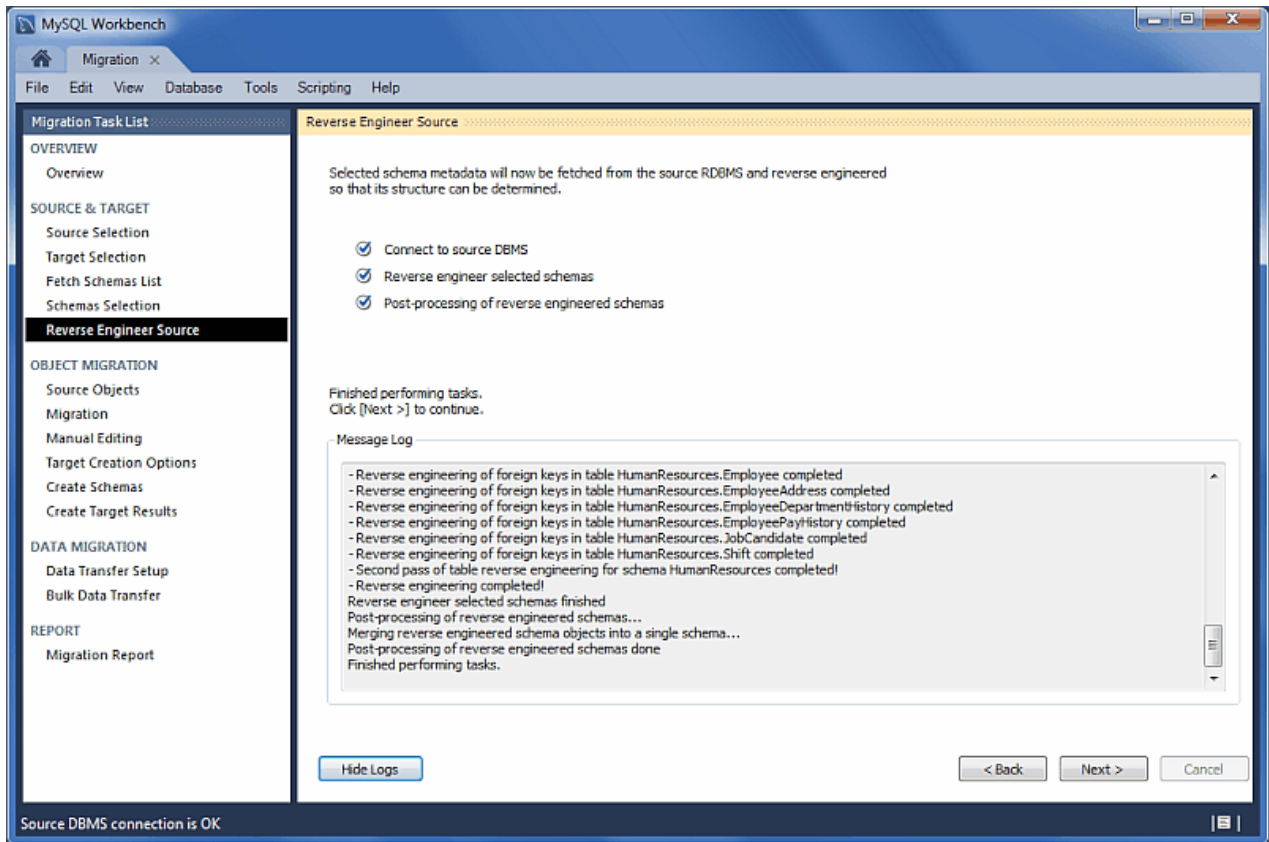 MySQL Workbench
Migration
File Edit View Database Tools Scripting Help
Migration Task List
OVERVIEW
Overview
SOURCE & TARGET
Source Selection
Target Selection
Fetch Schemas List
Schemas Selection
Reverse Engineer Source
OBJECT MIGRATION
Source Objects
Migration
Manual Editing
Target Creation Options
Create Schemas
Create Target Results
DATA MIGRATION
Data Transfer Setup
Bulk Data Transfer
REPORT
Migration Report
Reverse Engineer Source
Selected schema metadata will now be fetched from the source RDBMS and reverse engineered
so that its structure can be determined.
Connect to source DBMS
Reverse engineer selected schemas
Post-processing of reverse engineered schemas
Finished performing tasks.
Click [Next >] to continue.
Message Log
- Reverse engineering of foreign keys in table HumanResources.Employee completed
- Reverse engineering of foreign keys in table HumanResources.EmployeeAddress completed
- Reverse engineering of foreign keys in table HumanResources.EmployeeDepartmentHistory completed
- Reverse engineering of foreign keys in table HumanResources.EmployeePayHistory completed
- Reverse engineering of foreign keys in table HumanResources.JobCandidate completed
- Reverse engineering of foreign keys in table HumanResources.Shift completed
- Second pass of table reverse engineering for schema HumanResources completed!
- Reverse engineering completed!
Reverse engineer selected schemas finished
Post-processing of reverse engineered schemas...
Merging reverse engineered schema objects into a single schema...
Post-processing of reverse engineered schemas done
Finished performing tasks.
Hide Logs
< Back Next > Cancel
Source DBMS connection is OK